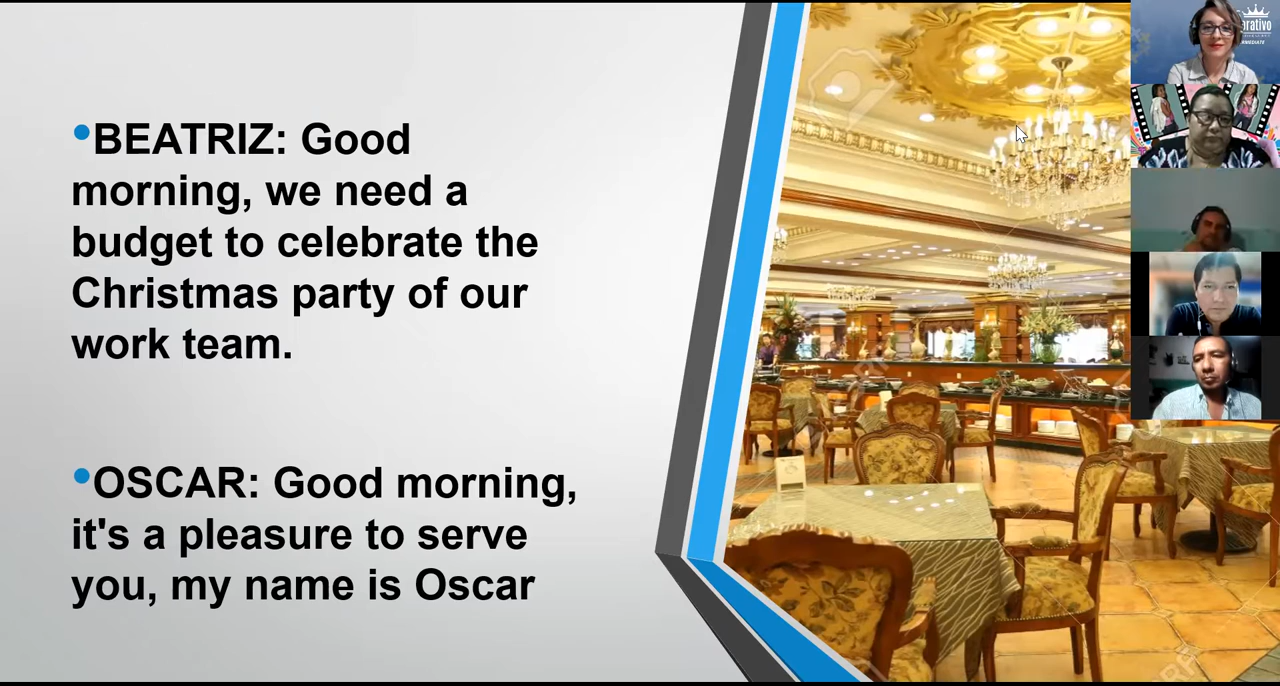 •BEATRIZ: Good
morning, we need a
budget to celebrate the
Christmas party of our
work team.
•OSCAR: Good morning,
it's a pleasure to serve
you, my name is Oscar